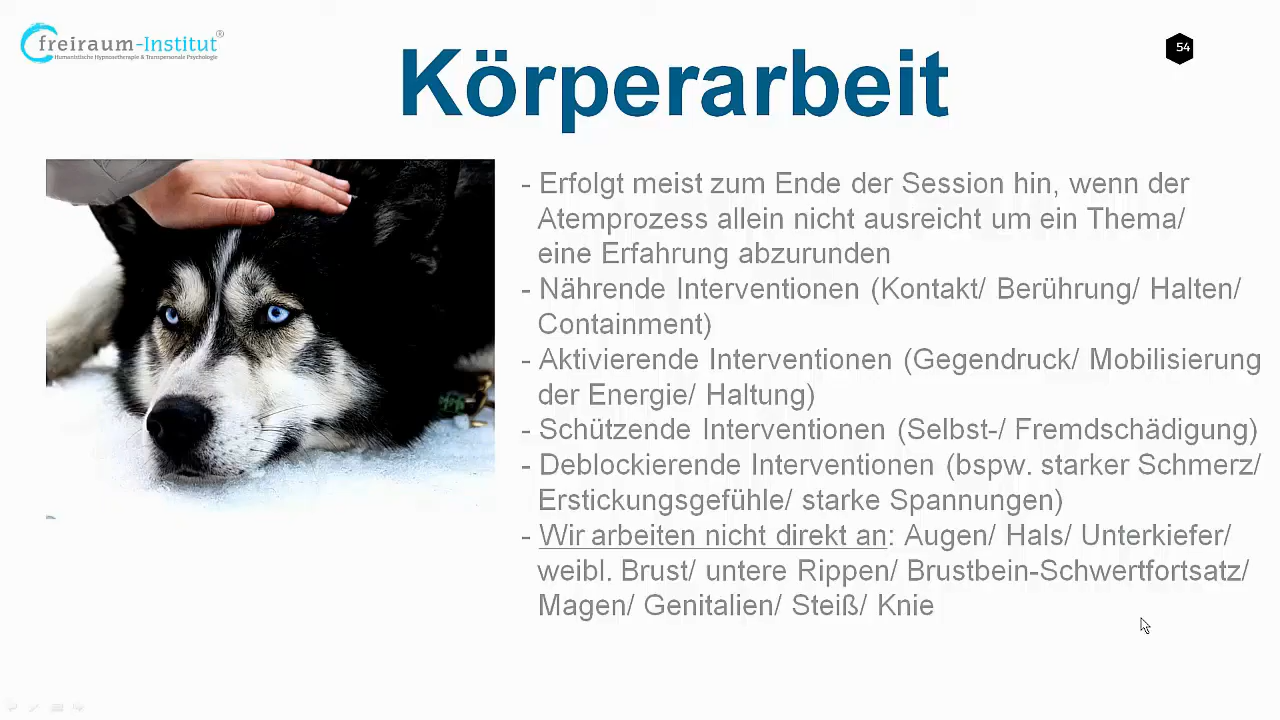 freiraum-Institut®
Humanistische Hypnosetherapie & Transpersonale Psychologie
54
Körperarbeit
- Erfolgt meist zum Ende der Session hin, wenn der
Atemprozess allein nicht ausreicht um ein Thema/
eine Erfahrung abzurunden
- Nährende Interventionen (Kontakt/ Berührung/ Halten/
Containment)
- Aktivierende Interventionen (Gegendruck/ Mobilisierung
der Energie/ Haltung)
- Schützende Interventionen (Selbst-/ Fremdschädigung)
- Deblockierende Interventionen (bspw. starker Schmerz/
Erstickungsgefühle/ starke Spannungen)
- Wir arbeiten nicht direkt an: Augen/ Hals/ Unterkiefer/
weibl. Brust/ untere Rippen/ Brustbein-Schwertfortsatz/
Magen/ Genitalien/ Steiß/ Knie